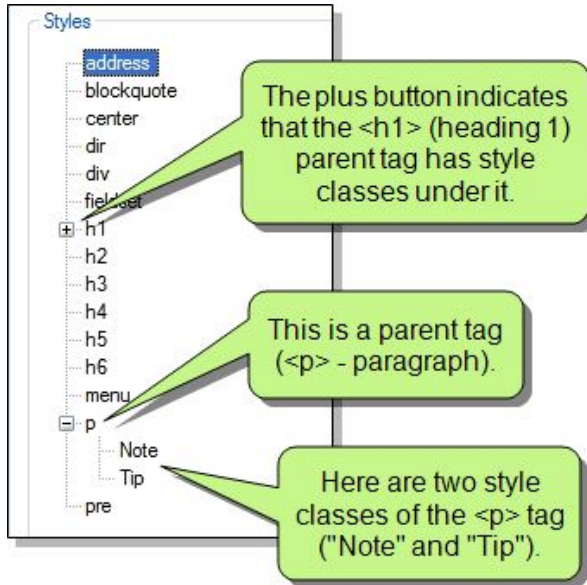 Styles
address
blockquote
center
dir
div
fieldset
h1
h2
h3
h4
h5
h6
menu
p
Note
Tip
pre
The plus button indicates
that the <h1> (heading 1)
parent tag has style
classes under it.
This is a parent tag
(<p> - paragraph).
Here are two style
classes of the <p> tag
("Note" and "Tip").